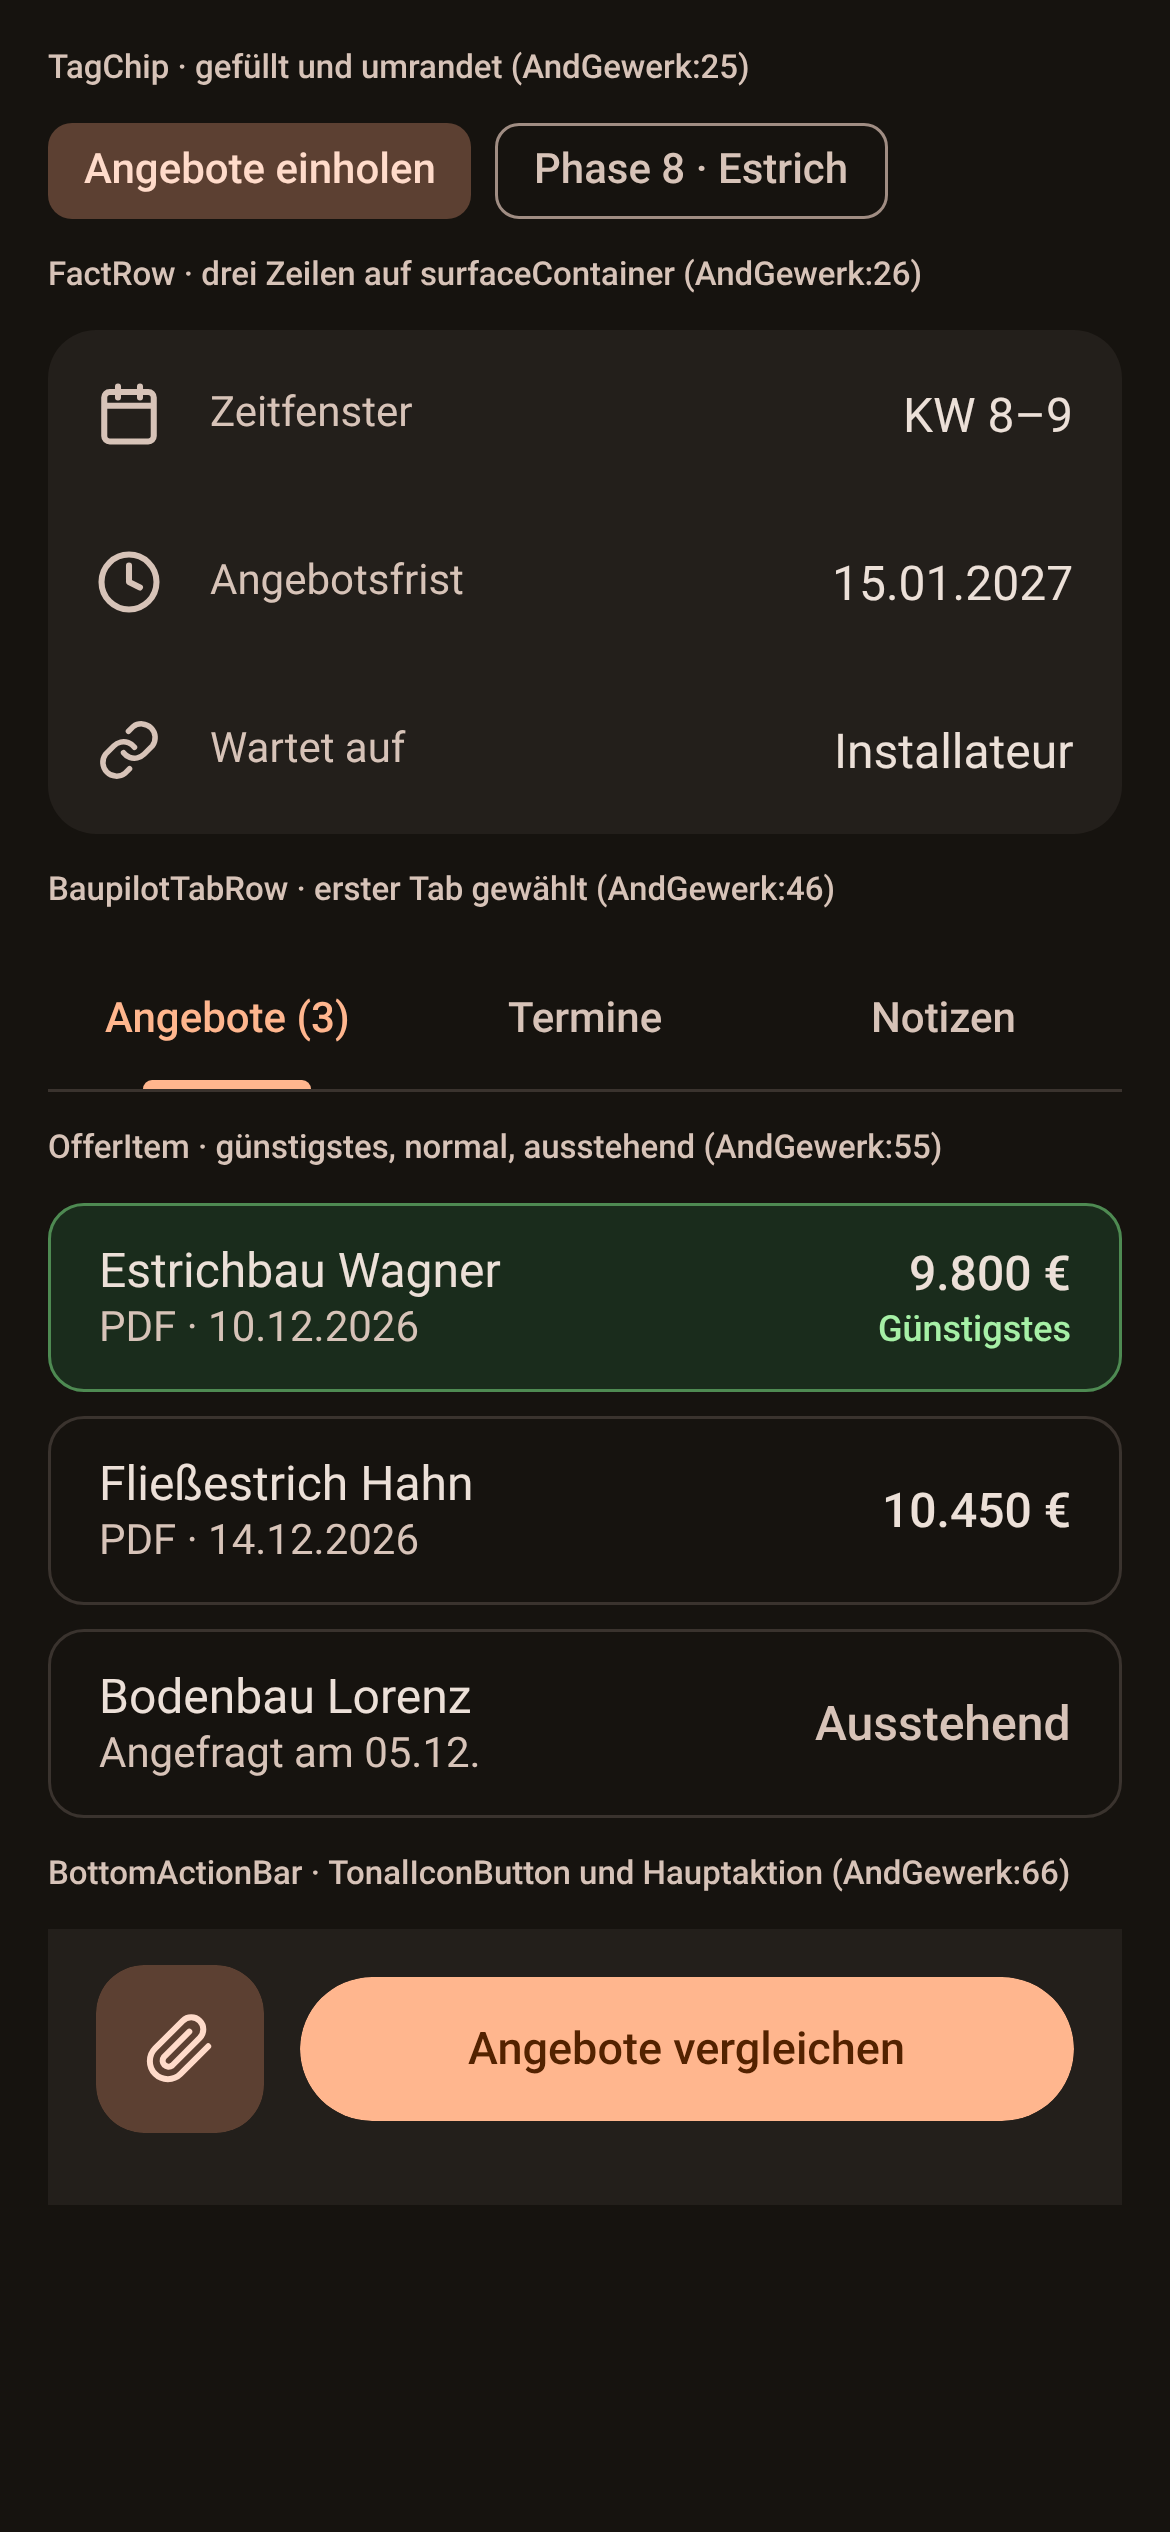 TagChip · gefüllt und umrandet (AndGewerk:25)
Angebote einholen
Phase 8 · Estrich
FactRow · drei Zeilen auf surfaceContainer (AndGewerk:26)
Zeitfenster
KW 8–9
Angebotsfrist
15.01.2027
Wartet auf
Installateur
BaupilotTabRow · erster Tab gewählt (AndGewerk:46)
Angebote (3)
Termine
Notizen
OfferItem · günstigstes, normal, ausstehend (AndGewerk:55)
Estrichbau Wagner
9.800 €
PDF · 10.12.2026
Günstigstes
Fließestrich Hahn
10.450 €
PDF · 14.12.2026
Bodenbau Lorenz
Ausstehend
Angefragt am 05.12.
BottomActionBar · TonalIconButton und Hauptaktion (AndGewerk:66)
Angebote vergleichen